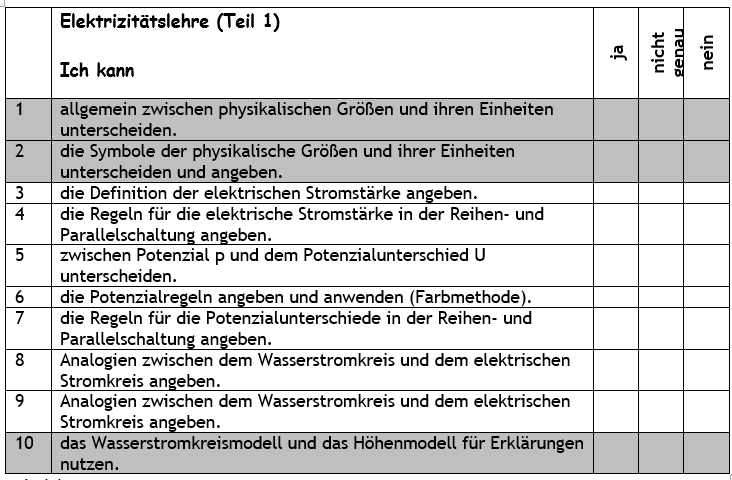 Elektrizitätslehre (Teil 1)
Ich kann
ja
nicht
genau
nein
1 allgemein zwischen physikalischen Größen und ihren Einheiten
unterscheiden.
2 die Symbole der physikalische Größen und ihrer Einheiten
unterscheiden und angeben.
3 die Definition der elektrischen Stromstärke angeben.
4 die Regeln für die elektrische Stromstärke in der Reihen- und
Parallelschaltung angeben.
5 zwischen Potenzial p und dem Potenzialunterschied U
unterscheiden.
6 die Potenzialregeln angeben und anwenden (Farbmethode).
7 die Regeln für die Potenzialunterschiede in der Reihen- und
Parallelschaltung angeben.
8 Analogien zwischen dem Wasserstromkreis und dem elektrischen
Stromkreis angeben.
9 Analogien zwischen dem Wasserstromkreis und dem elektrischen
Stromkreis angeben.
10 das Wasserstromkreismodell und das Höhenmodell für Erklärungen
nutzen.